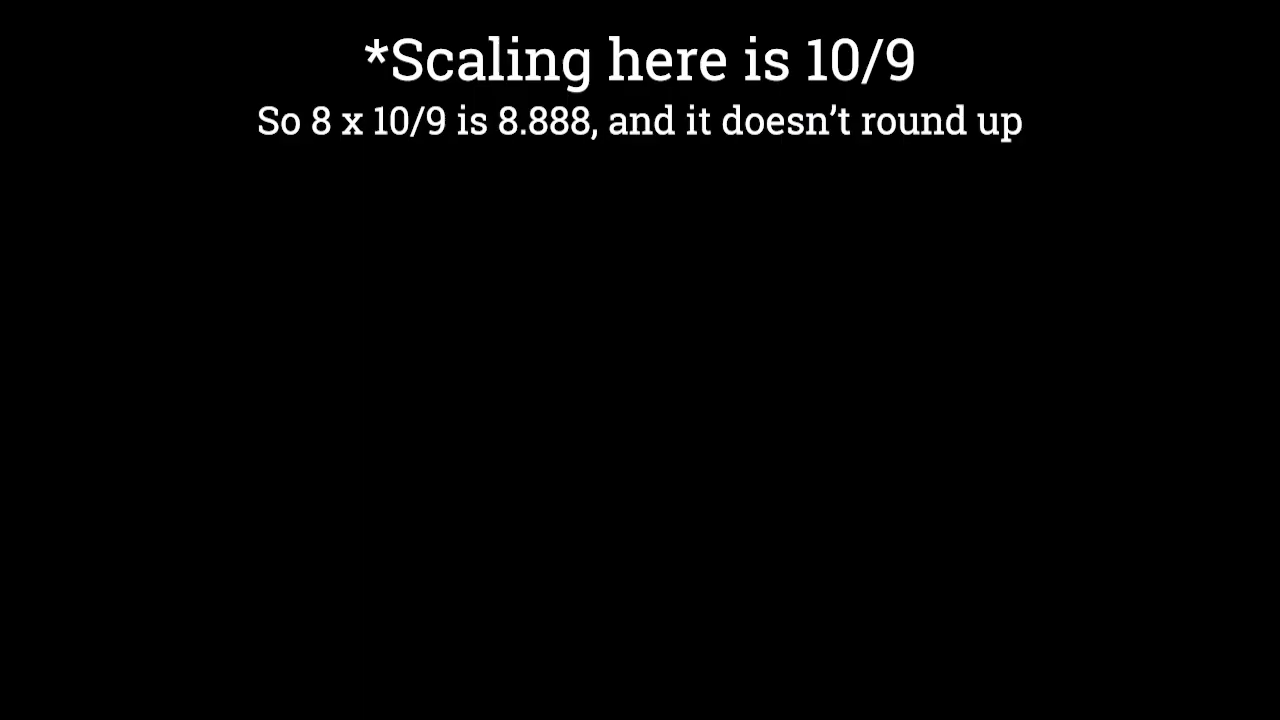 *Scaling here is 10/9
So 8 x 10/9 is 8.888, and it doesn’t round up